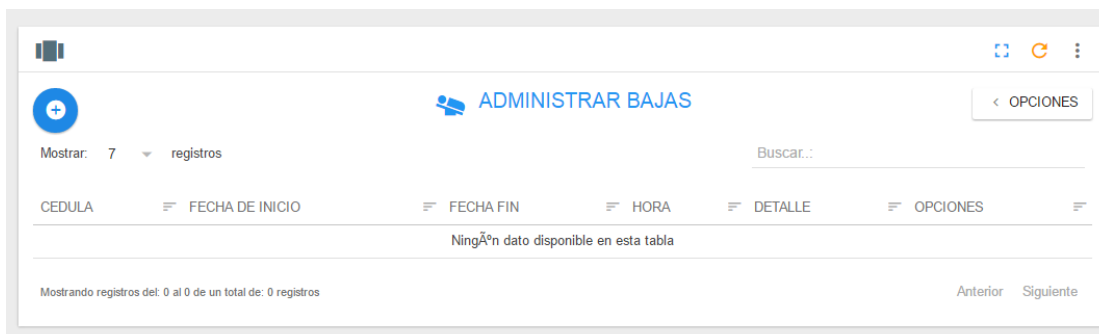 ADMINISTRAR BAJAS
< OPCIONES
Mostrar: 7 registros
Buscar..:
CEDULA FECHA DE INICIO FECHA FIN HORA DETALLE OPCIONES
NingÃºn dato disponible en esta tabla
Mostrando registros del: 0 al 0 de un total de: 0 registros
Anterior Siguiente